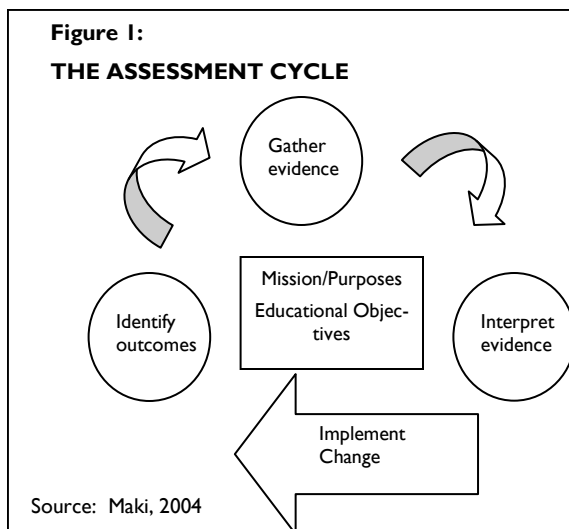 Figure 1:
THE ASSESSMENT CYCLE
Gather
evidence
Mission/Purposes
Educational Objec-
tives
Identify
outcomes
Interpret
evidence
Implement
Change
Source: Maki, 2004